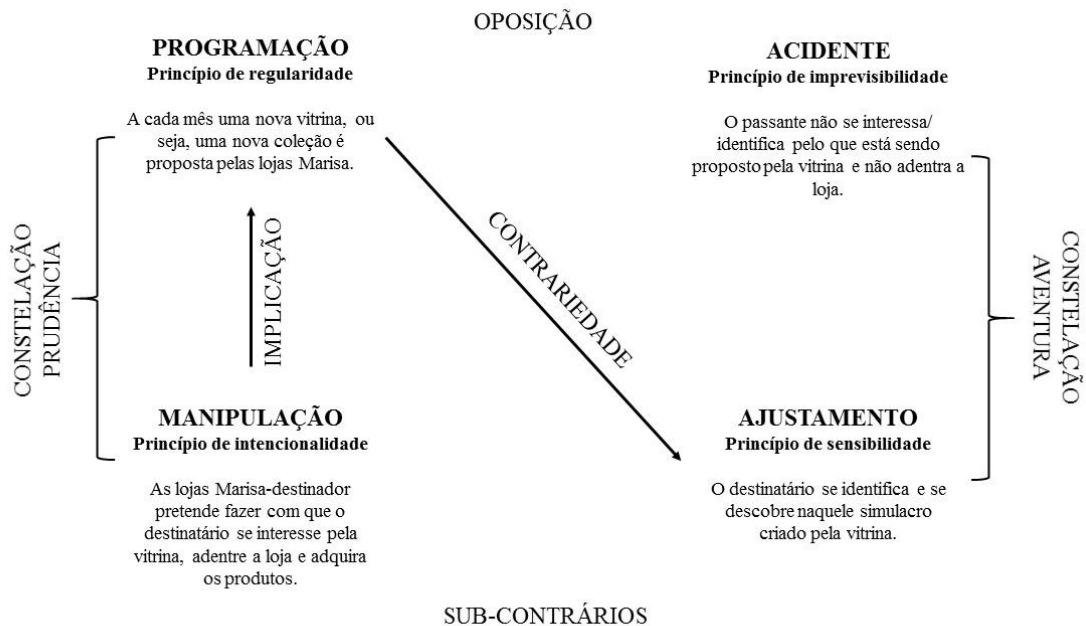 OPOSIÇÃO
PROGRAMAÇÃO
Princípio de regularidade
A cada mês uma nova vitrina, ou
seja, uma nova coleção é
proposta pelas lojas Marisa.
ACIDENTE
Princípio de imprevisibilidade
O passante não se interessa/
identifica pelo que está sendo
proposto pela vitrina e não adentra a
loja.
CONSTELAÇÃO
PRUDÊNCIA
IMPLICAÇÃO
CONTRARIEDADE
CONSTELAÇÃO
AVENTURA
MANIPULAÇÃO
Princípio de intencionalidade
As lojas Marisa-destinador
pretende fazer com que o
destinatário se interesse pela
vitrina, adentre a loja e adquira
os produtos.
AJUSTAMENTO
Princípio de sensibilidade
O destinatário se identifica e se
descobre naquele simulacro
criado pela vitrina.
SUB-CONTRÁRIOS